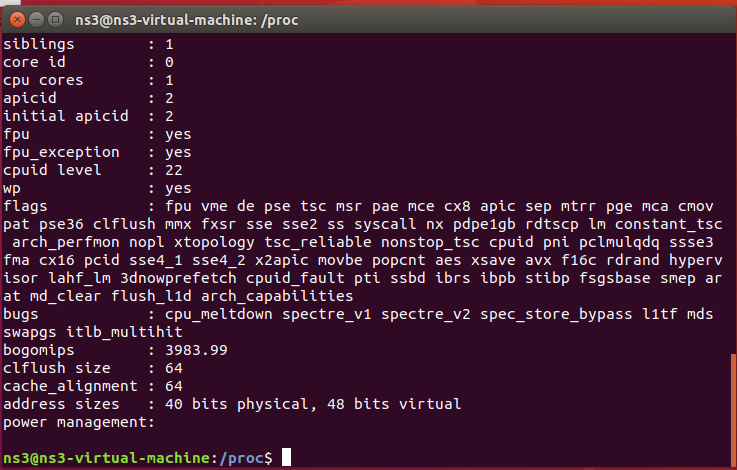 ns3@ns3-virtual-machine: /proc
siblings : 1
core id : 0
cpu cores : 1
apicid : 2
initial apicid : 2
fpu : yes
fpu_exception : yes
cpuid level : 22
wp : yes
flags : fpu vme de pse tsc msr pae mce cx8 apic sep mtrr pge mca cmov
pat pse36 clflush mmx fxsr sse sse2 ss syscall nx pdpe1gb rdtscp lm constant_tsc
arch_perfmon nopl xtopology tsc_reliable nonstop_tsc cpuid pni pclmulqdq ssse3
fma cx16 pcid sse4_1 sse4_2 x2apic movbe popcnt aes xsave avx f16c rdrand hyperv
isor lahf_lm 3dnowprefetch cpuid_fault pti ssbd ibrs ibpb stibp fsgsbase smep ar
at md_clear flush_l1d arch_capabilities
bugs : cpu_meltdown spectre_v1 spectre_v2 spec_store_bypass l1tf mds
swapgs itlb_multihit
bogomips : 3983.99
clflush size : 64
cache_alignment : 64
address sizes : 40 bits physical, 48 bits virtual
power management:
ns3@ns3-virtual-machine:/proc$